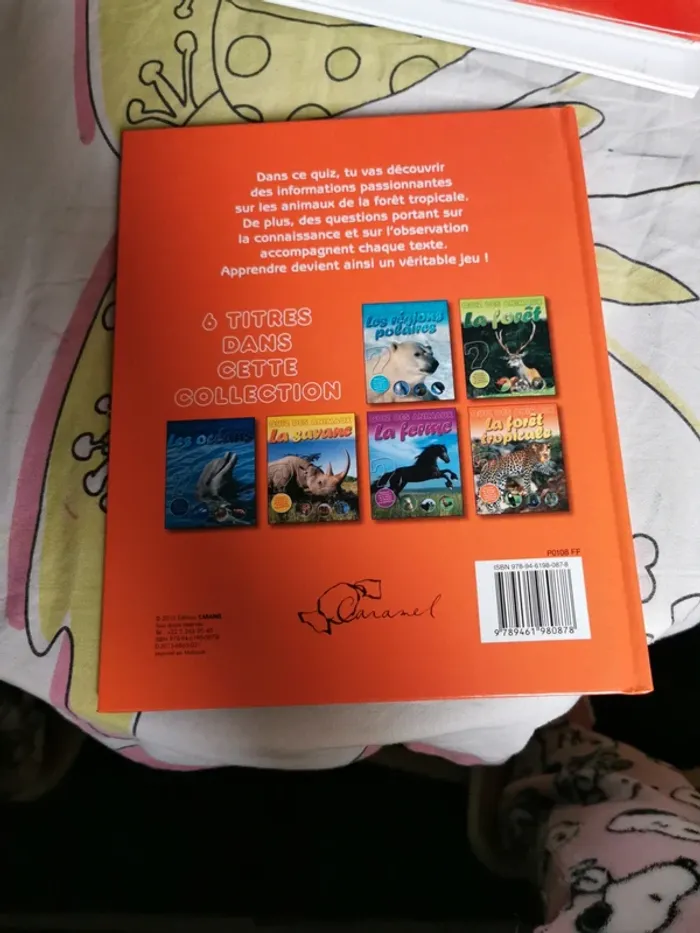 Dans ce quiz, tu vas découvrir
des informations passionnantes
sur les animaux de la forêt tropicale.
De plus, des questions portant sur
la connaissance et sur l'observation
accompagnent chaque texte.
Apprendre devient ainsi un véritable jeu !
6 TITRES
DANS
CETTE
COLLECTION
Les régions
polaires
La forêt
Les océans
La savane
QUIZ DES ANIMAUX
La ferme
La forêt
tropicale
P0108 FF
ISBN 978-94-6198-087-8
9 789461 980878
Caramel